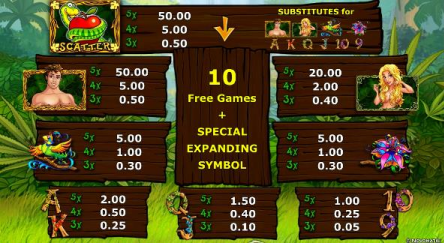 SCATTER
5x 50.00
4x 5.00
3x 0.50
SUBSTITUTES for
A K Q J 10 9
5x 50.00
4x 5.00
3x 0.50
10
Free Games
+
SPECIAL
EXPANDING
SYMBOL
5x 20.00
4x 2.00
3x 0.40
5x 5.00
4x 1.00
3x 0.30
5x 5.00
4x 1.00
3x 0.30
A K
5x 2.00
4x 0.50
3x 0.25
Q J
5x 1.50
4x 0.40
3x 0.10
5x 1.00
4x 0.25
3x 0.05
10 9